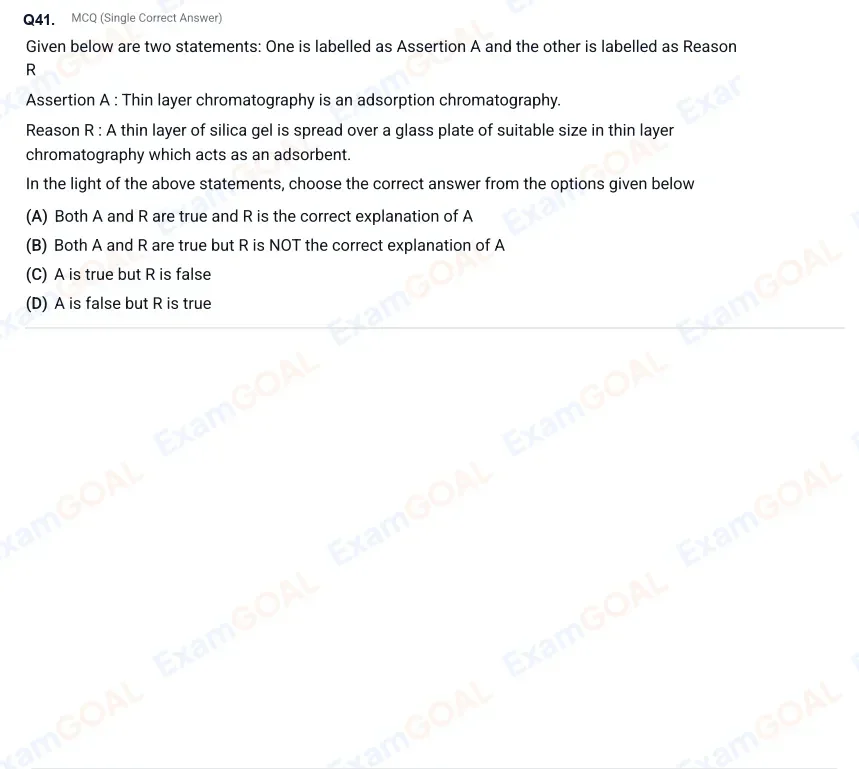 Q41. MCQ (Single Correct Answer)
Given below are two statements: One is labelled as Assertion A and the other is labelled as Reason
R
Assertion A : Thin layer chromatography is an adsorption chromatography.
Reason R : A thin layer of silica gel is spread over a glass plate of suitable size in thin layer
chromatography which acts as an adsorbent.
In the light of the above statements, choose the correct answer from the options given below
(A) Both A and R are true and R is the correct explanation of A
(B) Both A and R are true but R is NOT the correct explanation of A
(C) A is true but R is false
(D) A is false but R is true
ExamGOAL